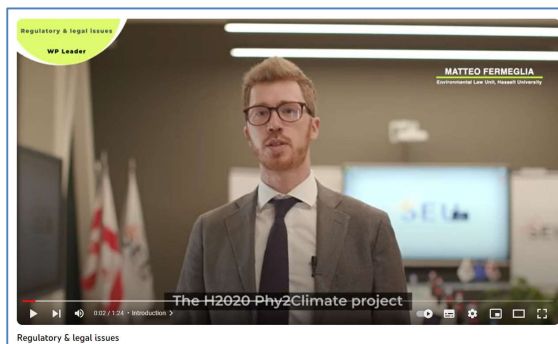 Regulatory & legal issues
WP Leader
MATTEO FERMEGLIA
Environmental Law Unit, Hasselt University
SEU
The H2020 Phy2Climate project
0:02 / 1:24 • Introduction >
Regulatory & legal issues